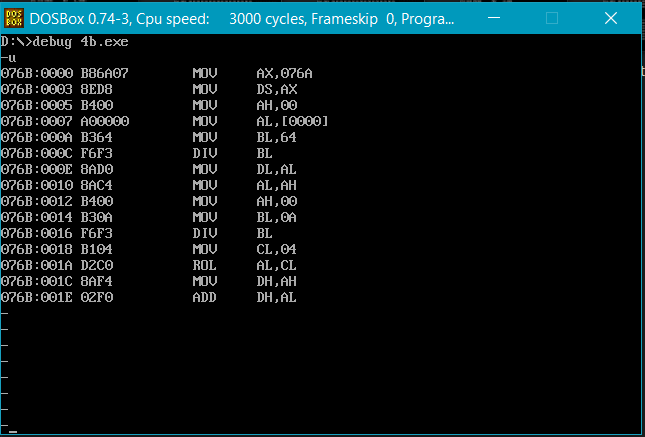 DOS
BOX
DOSBox 0.74-3, Cpu speed:    3000 cycles, Frameskip  0, Progra...
D:\>debug 4b.exe
-u
076B:0000 B86A07        MOV     AX,076A
076B:0003 8ED8          MOV     DS,AX
076B:0005 B400          MOV     AH,00
076B:0007 A00000        MOV     AL,[0000]
076B:000A B364          MOV     BL,64
076B:000C F6F3          DIV     BL
076B:000E 8AD0          MOV     DL,AL
076B:0010 8AC4          MOV     AL,AH
076B:0012 B400          MOV     AH,00
076B:0014 B30A          MOV     BL,0A
076B:0016 F6F3          DIV     BL
076B:0018 B104          MOV     CL,04
076B:001A D2C0          ROL     AL,CL
076B:001C 8AF4          MOV     DH,AH
076B:001E 02F0          ADD     DH,AL
-
-
-
-
-
-
-
-_